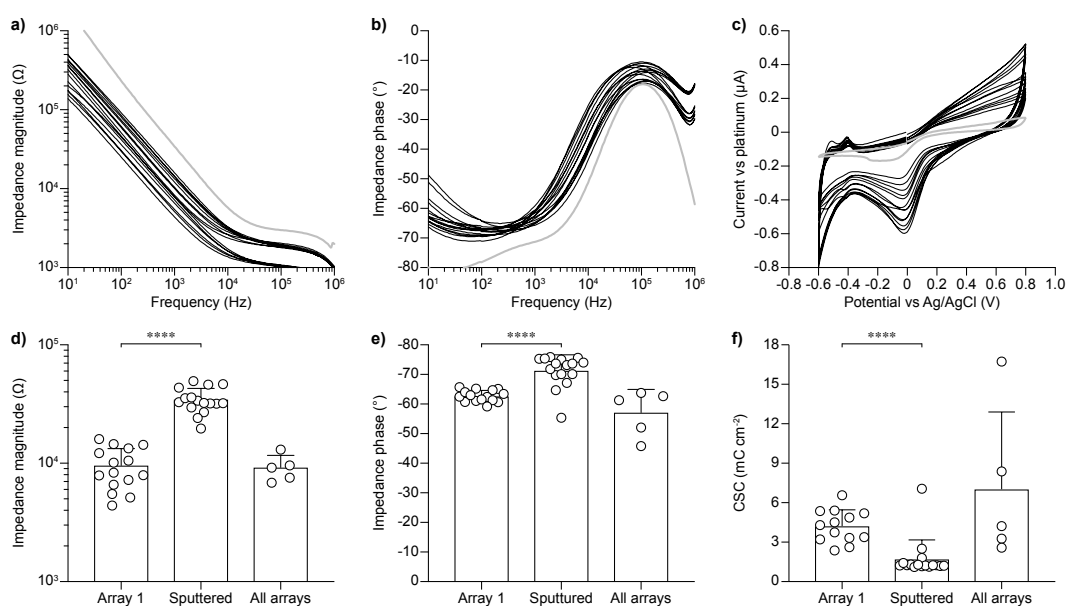 a)
Impedance magnitude (Ω)
10⁶
10⁵
10⁴
10³
10¹ 10² 10³ 10⁴ 10⁵ 10⁶
Frequency (Hz)
b)
Impedance phase (°)
0
-10
-20
-30
-40
-50
-60
-70
-80
10¹ 10² 10³ 10⁴ 10⁵ 10⁶
Frequency (Hz)
c)
Current vs platinum (µA)
0.6
0.4
0.2
0
-0.2
-0.4
-0.6
-0.8
-0.8 -0.6 -0.4 -0.2 0 0.2 0.4 0.6 0.8 1.0
Potential vs Ag/AgCl (V)
d)
Impedance magnitude (Ω)
10⁵
10⁴
10³
****
Array 1 Sputtered All arrays
e)
Impedance phase (°)
-80
-70
-60
-50
-40
-30
-20
-10
0
****
Array 1 Sputtured All arrays
f)
CSC (mC cm⁻²)
18
15
12
9
6
3
0
****
Array 1 Sputtered All arrays